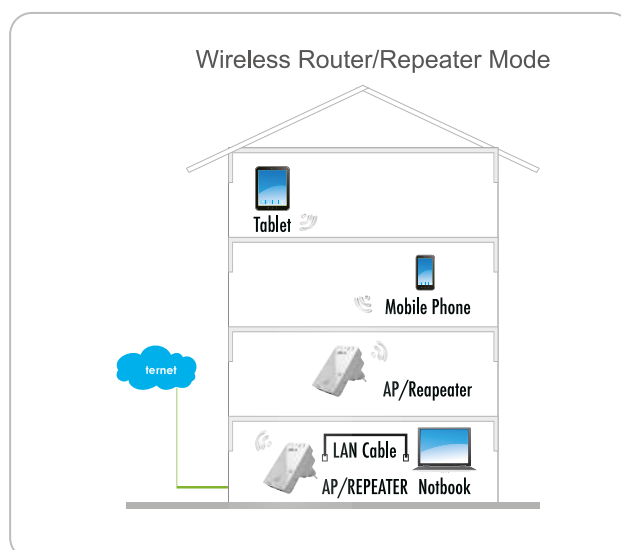 Wireless Router/Repeater Mode
Tablet
Mobile Phone
ternet
AP/Reapeater
LAN Cable
AP/REPEATER Notbook